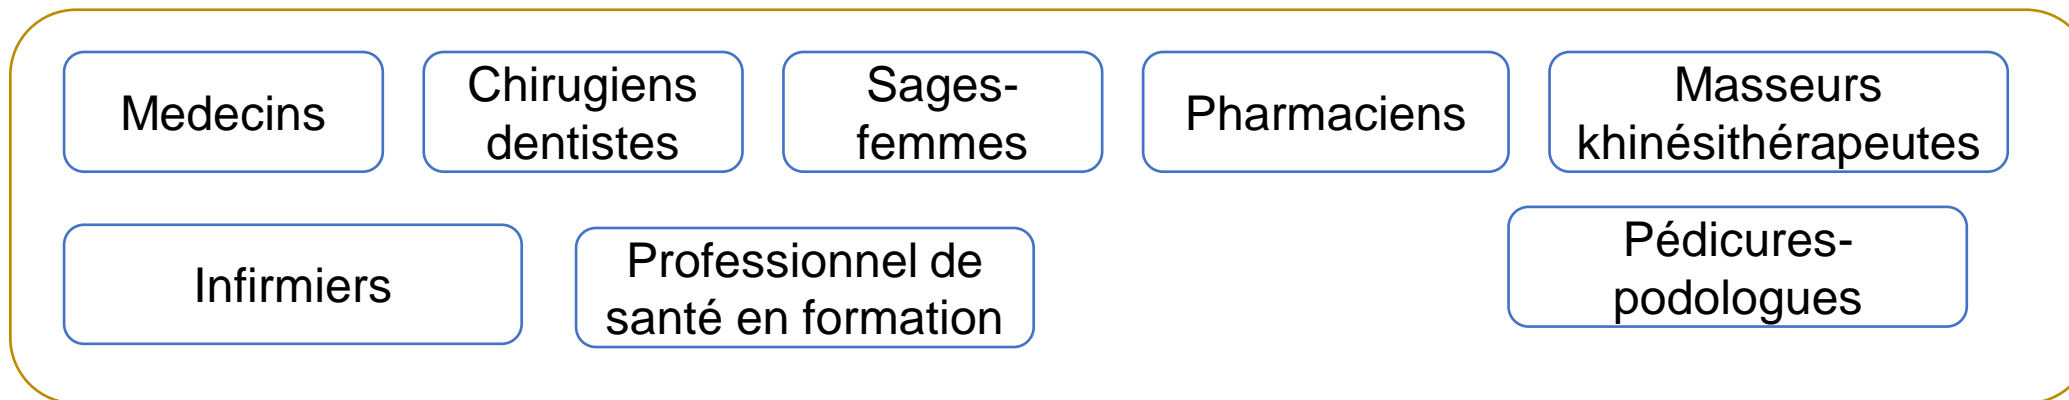 Medecins
Chirugiens
dentistes
Sages-
femmes
Pharmaciens
Masseurs
khinésithérapeutes
Infirmiers
Professionnel de
santé en formation
Pédicures-
podologues